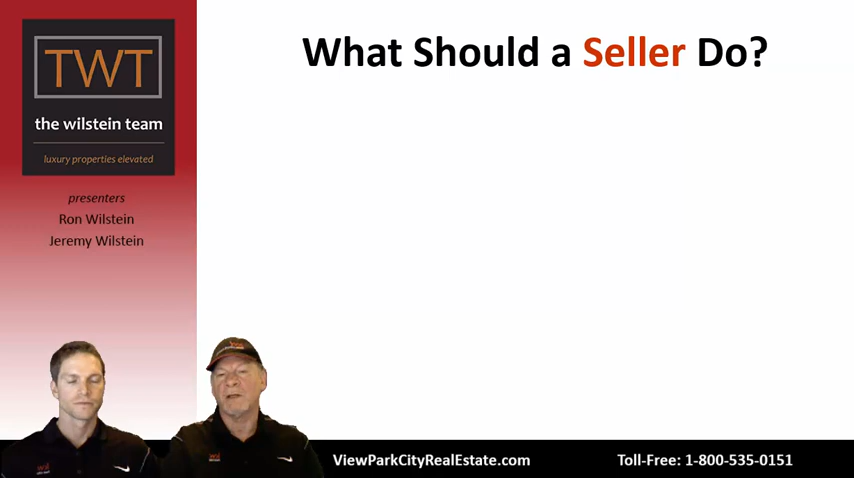 What Should a Seller Do?
TWT
the wilstein team
luxury properties elevated
presenters
Ron Wilstein
Jeremy Wilstein
ViewParkCityRealEstate.com
Toll-Free: 1-800-535-0151